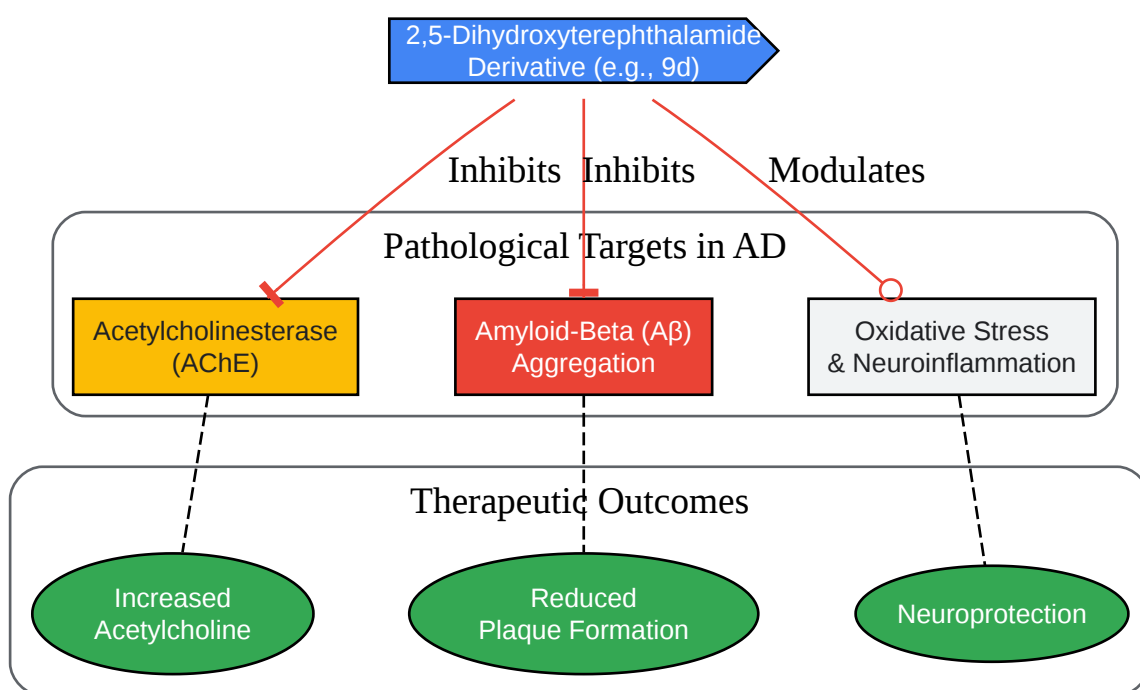 2,5-Dihydroxyterephthalamide
Derivative (e.g., 9d)
Inhibits
Inhibits
Modulates
Pathological Targets in AD
Acetylcholinesterase
(AChE)
Amyloid-Beta (Aβ)
Aggregation
Oxidative Stress
& Neuroinflammation
Therapeutic Outcomes
Increased
Acetylcholine
Reduced
Plaque Formation
Neuroprotection